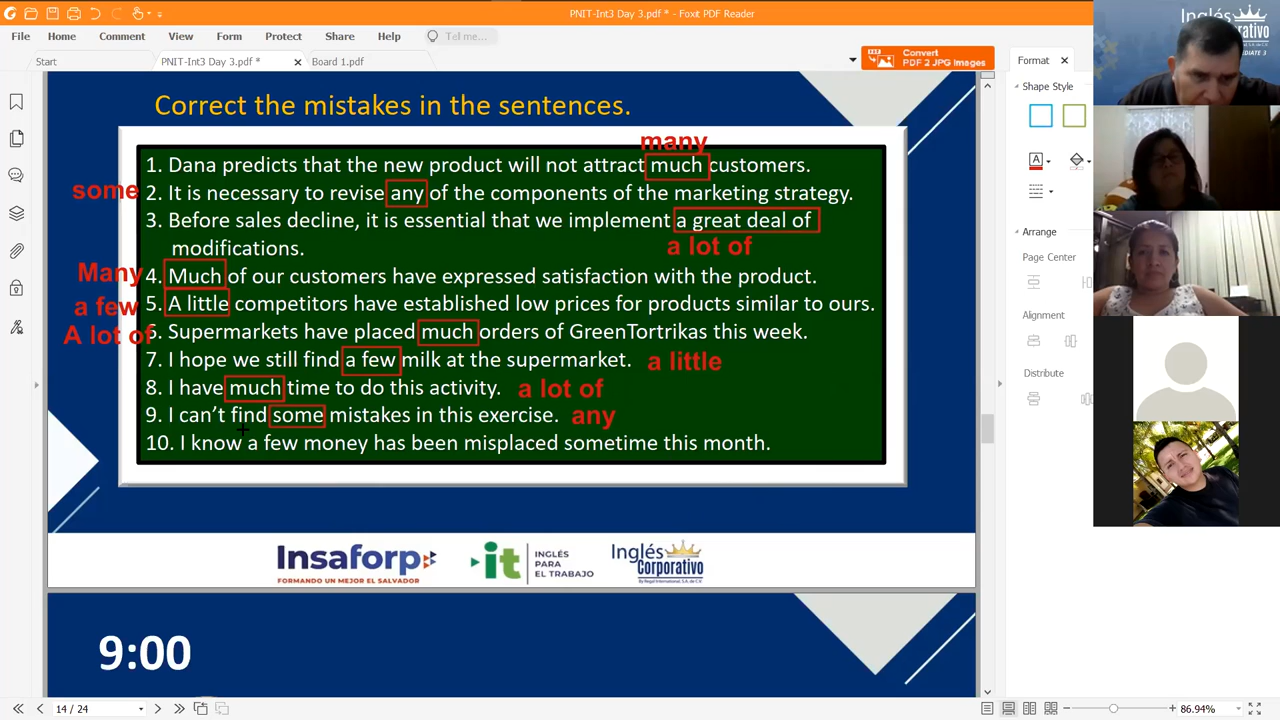 PNIT-Int3 Day 3.pdf * - Foxit PDF Reader
File Home Comment View Form Protect Share Help Tell me...
Start PNIT-Int3 Day 3.pdf * Board 1.pdf
Convert
PDF 2 JPG Images
Format
Inglés
Shape Style
Arrange
Page Center
Alignment
Distribute
Correct the mistakes in the sentences.
many
1. Dana predicts that the new product will not attract much customers.
some
2. It is necessary to revise any of the components of the marketing strategy.
3. Before sales decline, it is essential that we implement a great deal of
modifications.
a lot of
Many
4. Much of our customers have expressed satisfaction with the product.
a few
5. A little competitors have established low prices for products similar to ours.
A lot of
6. Supermarkets have placed much orders of GreenTortrikas this week.
7. I hope we still find a few milk at the supermarket. a little
8. I have much time to do this activity. a lot of
9. I can't find some mistakes in this exercise. any
10. I know a few money has been misplaced sometime this month.
Insaforp
FORMANDO UN MEJOR EL SALVADOR
it
INGLÉS
PARA
EL TRABAJO
Inglés
Corporativo
9:00
14 / 24
86.94%